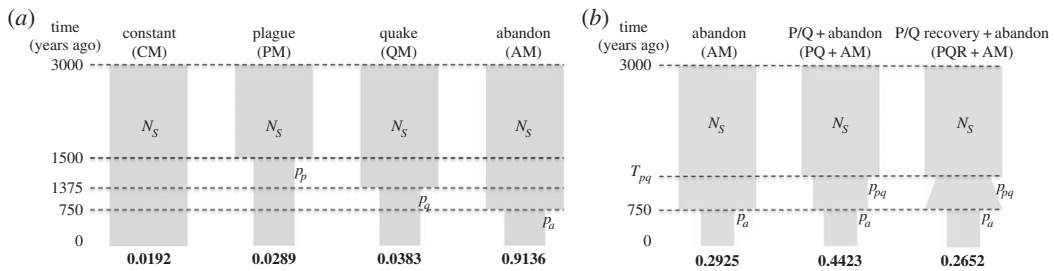 (a)
time
(years ago)
constant
(CM)
plague
(PM)
quake
(QM)
abandon
(AM)
3000
N_S N_S N_S N_S
1500
p_p
1375
p_q
750
p_a
0
0.0192 0.0289 0.0383 0.9136
(b)
time
(years ago)
abandon
(AM)
P/Q + abandon
(PQ + AM)
P/Q recovery + abandon
(PQR + AM)
3000
N_S N_S N_S
T_pq
p_pq p_pq
750
p_a p_a p_a
0
0.2925 0.4423 0.2652